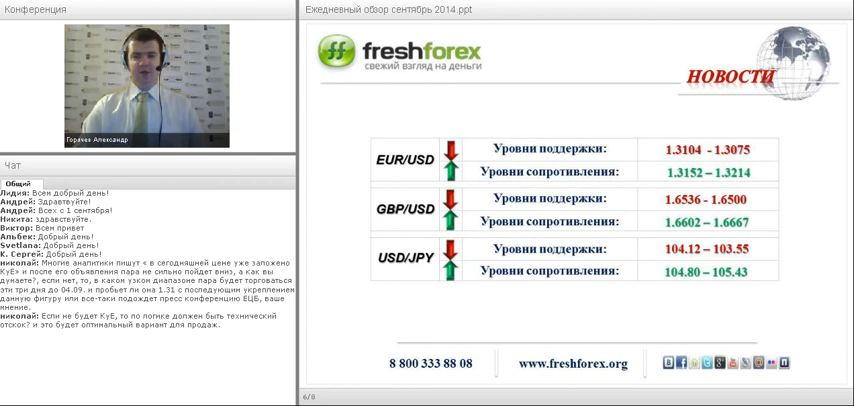 Конференция
Горячев Александр
Чат
Общий
Лидия: Всем добрый день!
Андрей: Здравтвуйте!
Андрей: Всех с 1 сентября!
Никита: здравствуйте.
Виктор: Всем привет
Альбек: Добрый день!
Svetlana: Добрый день!
К. Сергей: Добрый день!
николай: Многие аналитики пишут « в сегодняшней цене уже заложено
КуЕ» и после его объявления пара не сильно пойдет вниз, а как вы
думаете?, если нет, то, в каком узком диапазоне пара будет торговаться
эти три дня до 04.09. и пробьет ли она 1.31 с последующим укреплением
данную фигуру или все-таки подождет пресс конференцию ЕЦБ, ваше
мнение.
николай: Если не будет КуЕ, то по логике должен быть технический
отскок? и это будет оптимальный вариант для продаж.
Ежедневный обзор сентябрь 2014.ppt
ff freshforex
свежий взгляд на деньги
НОВОСТИ
EUR/USD
Уровни поддержки: 1.3104 - 1.3075
Уровни сопротивления: 1.3152 – 1.3214
GBP/USD
Уровни поддержки: 1.6536 - 1.6500
Уровни сопротивления: 1.6602 – 1.6667
USD/JPY
Уровни поддержки: 104.12 – 103.55
Уровни сопротивления: 104.80 – 105.43
8 800 333 88 08
www.freshforex.org
6/0